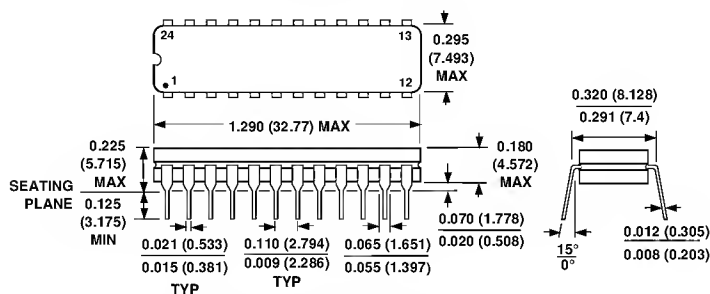 24
13
1
12
0.295
(7.493)
MAX
1.290 (32.77) MAX
0.225
(5.715)
MAX
0.180
(4.572)
MAX
SEATING
PLANE
0.125
(3.175)
MIN
0.021 (0.533)
0.015 (0.381)
TYP
0.110 (2.794)
0.009 (2.286)
TYP
0.065 (1.651)
0.055 (1.397)
0.070 (1.778)
0.020 (0.508)
0.320 (8.128)
0.291 (7.4)
15°
0°
0.012 (0.305)
0.008 (0.203)